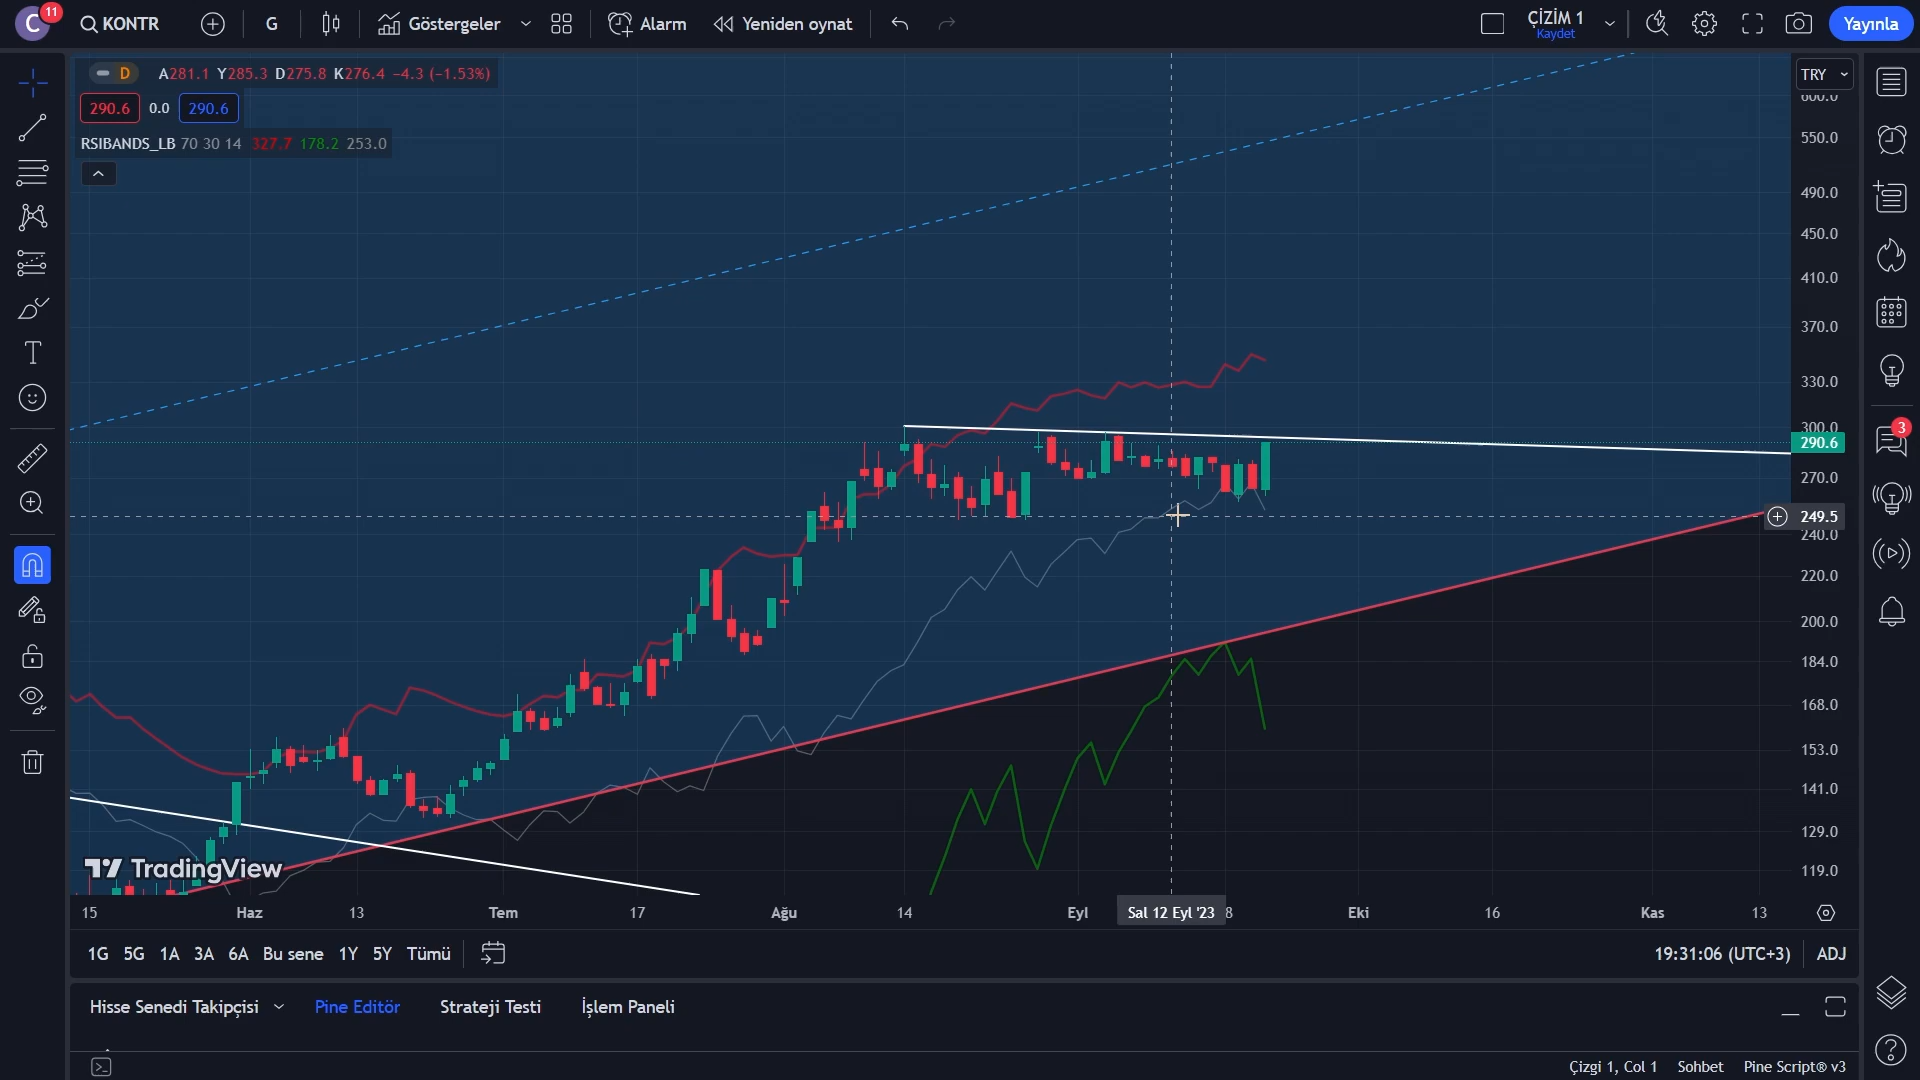 C 11 KONTR G Göstergeler Alarm Yeniden oynat ÇİZİM 1 Kaydet Yayınla
D A281.1 Y285.3 D275.8 K276.4 −4.3 (−1.53%)
290.6 0.0 290.6
RSIBANDS_LB 70 30 14 327.7 178.2 253.0
TRY
600.0
550.0
490.0
450.0
410.0
370.0
330.0
300.0
290.6
270.0
249.5
240.0
220.0
200.0
184.0
168.0
153.0
141.0
129.0
119.0
3
TradingView
15 Haz 13 Tem 17 Ağu 14 Eyl Sal 12 Eyl '23 8 Eki 16 Kas 13
1G 5G 1A 3A 6A Bu sene 1Y 5Y Tümü 19:31:06 (UTC+3) ADJ
Hisse Senedi Takipçisi Pine Editör Strateji Testi İşlem Paneli
Çizgi 1, Col 1 Sohbet Pine Script® v3